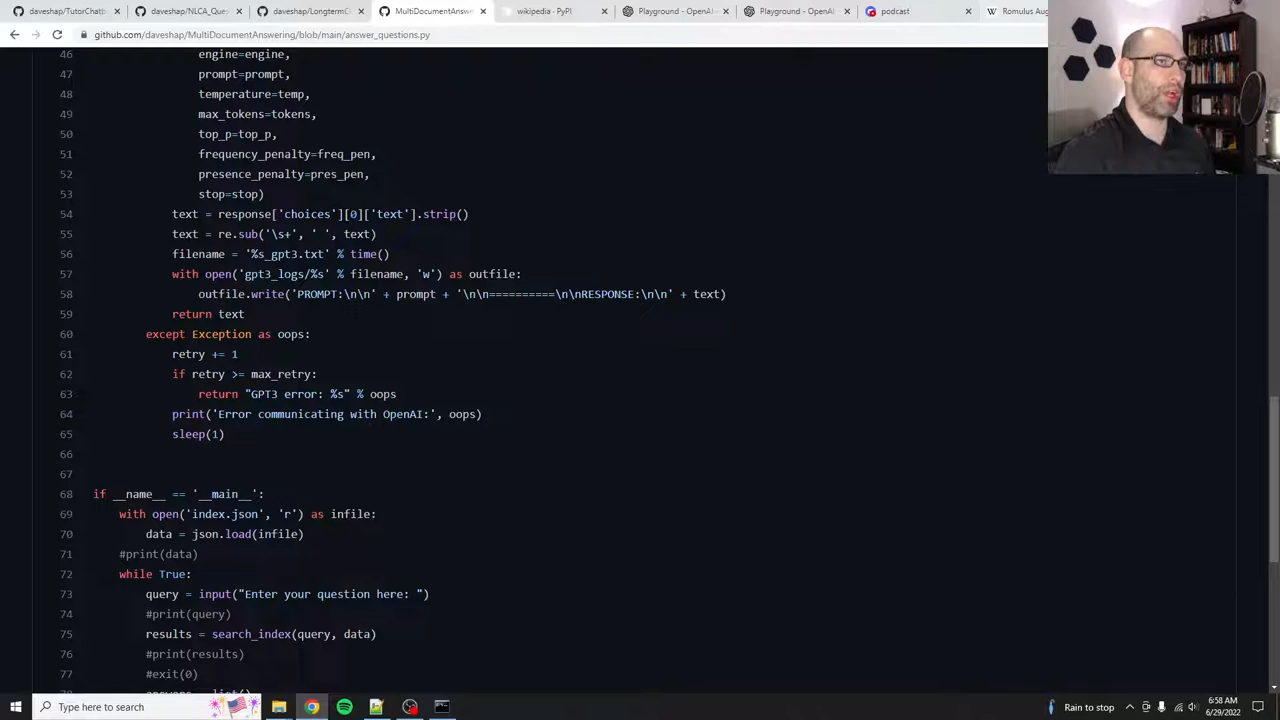 daveshap/TutorChatb
daveshap/NLCA_Ques
daveshap/LongtermC
MultiDocumentAnswe
wikipedia · PyPI
Playground - OpenA
Playground - OpenAI
podcast
Romulus Aug
github.com/daveshap/MultiDocumentAnswering/blob/main/answer_questions.py
46 engine=engine,
47 prompt=prompt,
48 temperature=temp,
49 max_tokens=tokens,
50 top_p=top_p,
51 frequency_penalty=freq_pen,
52 presence_penalty=pres_pen,
53 stop=stop)
54 text = response['choices'][0]['text'].strip()
55 text = re.sub('\s+', ' ', text)
56 filename = '%s_gpt3.txt' % time()
57 with open('gpt3_logs/%s' % filename, 'w') as outfile:
58 outfile.write('PROMPT:\n\n' + prompt + '\n\n==========\n\nRESPONSE:\n\n' + text)
59 return text
60 except Exception as oops:
61 retry += 1
62 if retry >= max_retry:
63 return "GPT3 error: %s" % oops
64 print('Error communicating with OpenAI:', oops)
65 sleep(1)
66
67
68 if __name__ == '__main__':
69 with open('index.json', 'r') as infile:
70 data = json.load(infile)
71 #print(data)
72 while True:
73 query = input("Enter your question here: ")
74 #print(query)
75 results = search_index(query, data)
76 #print(results)
77 #exit(0)
78 answers = list()
Type here to search
Rain to stop
6:58 AM
6/29/2022